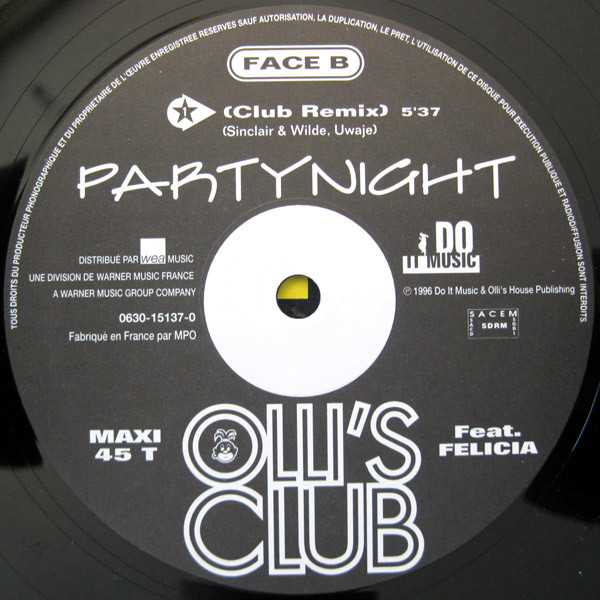 TOUS DROITS DU PRODUCTEUR PHONOGRAPHIQUE ET DU PROPRIETAIRE DE L'ŒUVRE ENREGISTREE RESERVES SAUF AUTORISATION, LA DUPLICATION, LE PRET, L'UTILISATION DE CE DISQUE POUR EXECUTION PUBLIQUE ET RADIODIFFUSION SONT INTERDITS.
FACE B
1 (Club Remix) 5'37
(Sinclair & Wilde, Uwaje)
PARTYNIGHT
DISTRIBUÉ PAR wea MUSIC
UNE DIVISION DE WARNER MUSIC FRANCE
A WARNER MUSIC GROUP COMPANY
0630-15137-0
Fabriqué en France par MPO
DO
IT MUSIC
℗ 1996 Do It Music & Olli's House Publishing
SACEM
SACD
SDRM
SGDL
MAXI
45 T
OLLI'S
CLUB
Feat.
FELICIA